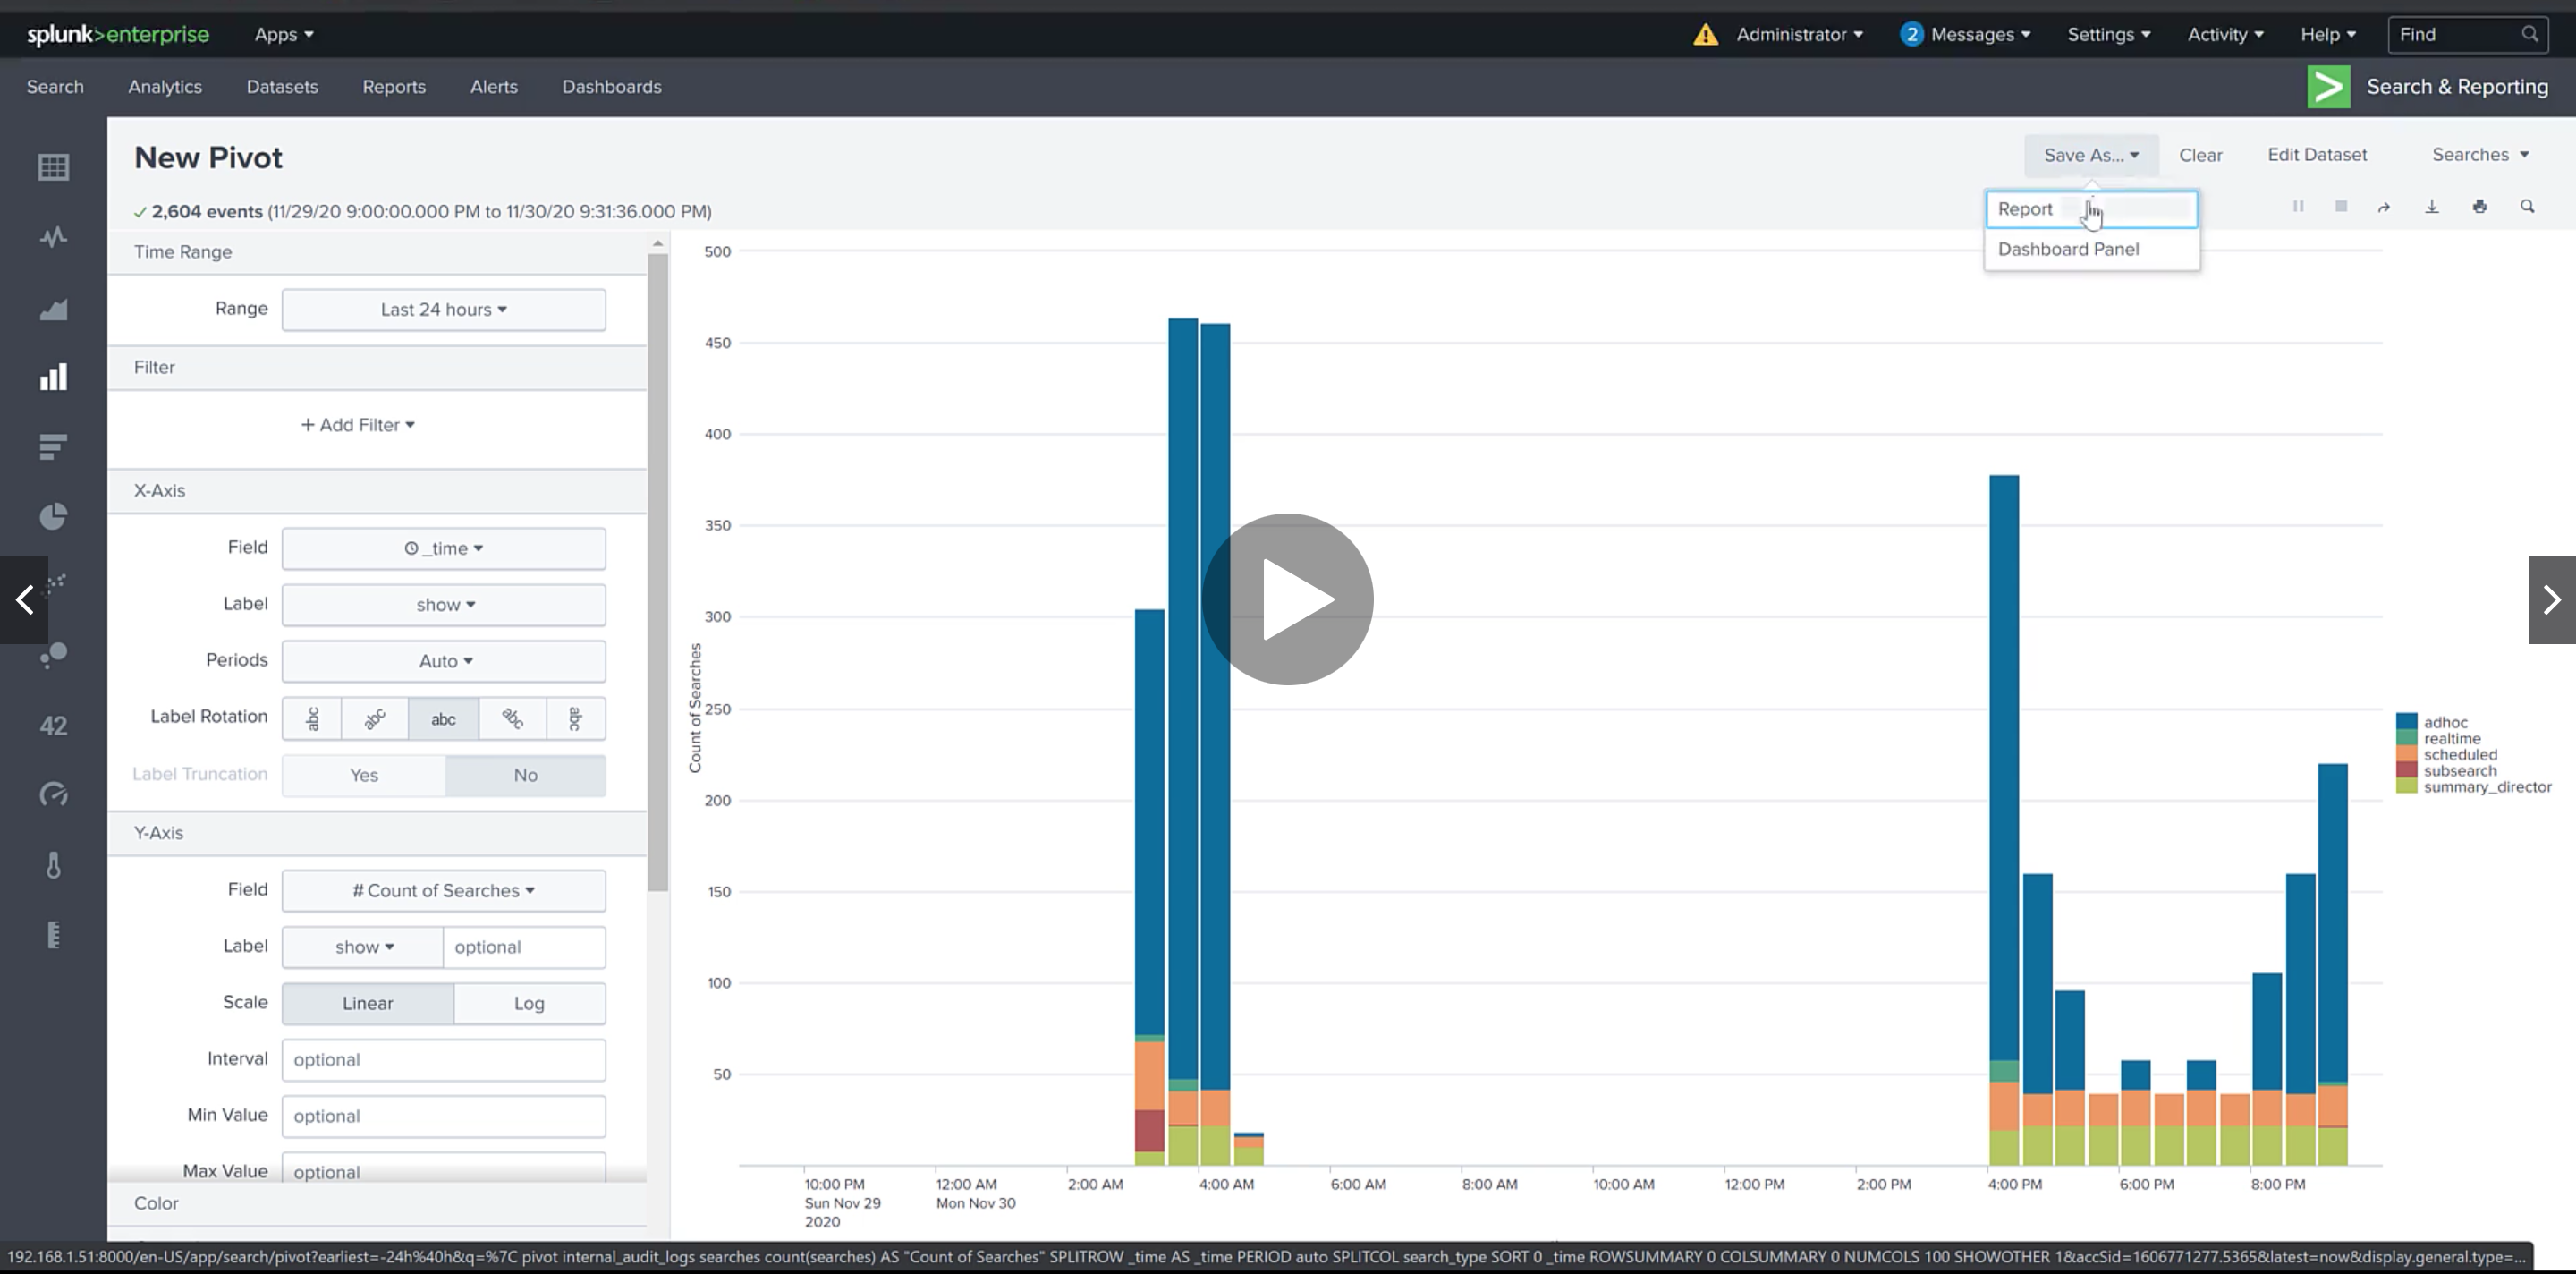 splunk>enterprise Apps Administrator 2 Messages Settings Activity Help Find
Search Analytics Datasets Reports Alerts Dashboards Search & Reporting
New Pivot
Save As... Clear Edit Dataset Searches
Report
Dashboard Panel
2,604 events (11/29/20 9:00:00.000 PM to 11/30/20 9:31:36.000 PM)
Time Range
Range Last 24 hours
Filter
+ Add Filter
X-Axis
Field _time
Label show
Periods Auto
Label Rotation abc abc abc abc abc
Label Truncation Yes No
Y-Axis
Field # Count of Searches
Label show optional
Scale Linear Log
Interval optional
Min Value optional
Max Value optional
Color
42
500
450
400
350
300
250
200
150
100
50
Count of Searches
10:00 PM
Sun Nov 29
2020
12:00 AM
Mon Nov 30
2:00 AM
4:00 AM
6:00 AM
8:00 AM
10:00 AM
12:00 PM
2:00 PM
4:00 PM
6:00 PM
8:00 PM
adhoc
realtime
scheduled
subsearch
summary_director
192.168.1.51:8000/en-US/app/search/pivot?earliest=-24h%40h&q=%7C pivot internal_audit_logs searches count(searches) AS "Count of Searches" SPLITROW _time AS _time PERIOD auto SPLITCOL search_type SORT 0 _time ROWSUMMARY 0 COLSUMMARY 0 NUMCOLS 100 SHOWOTHER 1&accSid=1606771277.5365&latest=now&display.general.type=...